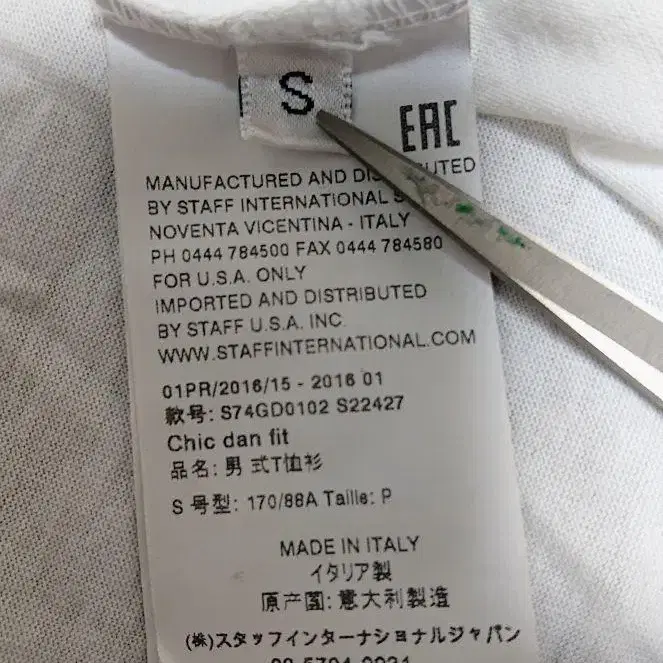 S
EAC
MANUFACTURED AND DISTRIBUTED
BY STAFF INTERNATIONAL
NOVENTA VICENTINA - ITALY
PH 0444 784500 FAX 0444 784580
FOR U.S.A. ONLY
IMPORTED AND DISTRIBUTED
BY STAFF U.S.A. INC.
WWW.STAFFINTERNATIONAL.COM
01PR/2016/15 - 2016 01
款号: S74GD0102 S22427
Chic dan fit
品名: 男 式T恤衫
S 号型: 170/88A Taille: P
MADE IN ITALY
イタリア製
原产国: 意大利製造
(株)スタッフインターナショナルジャパン